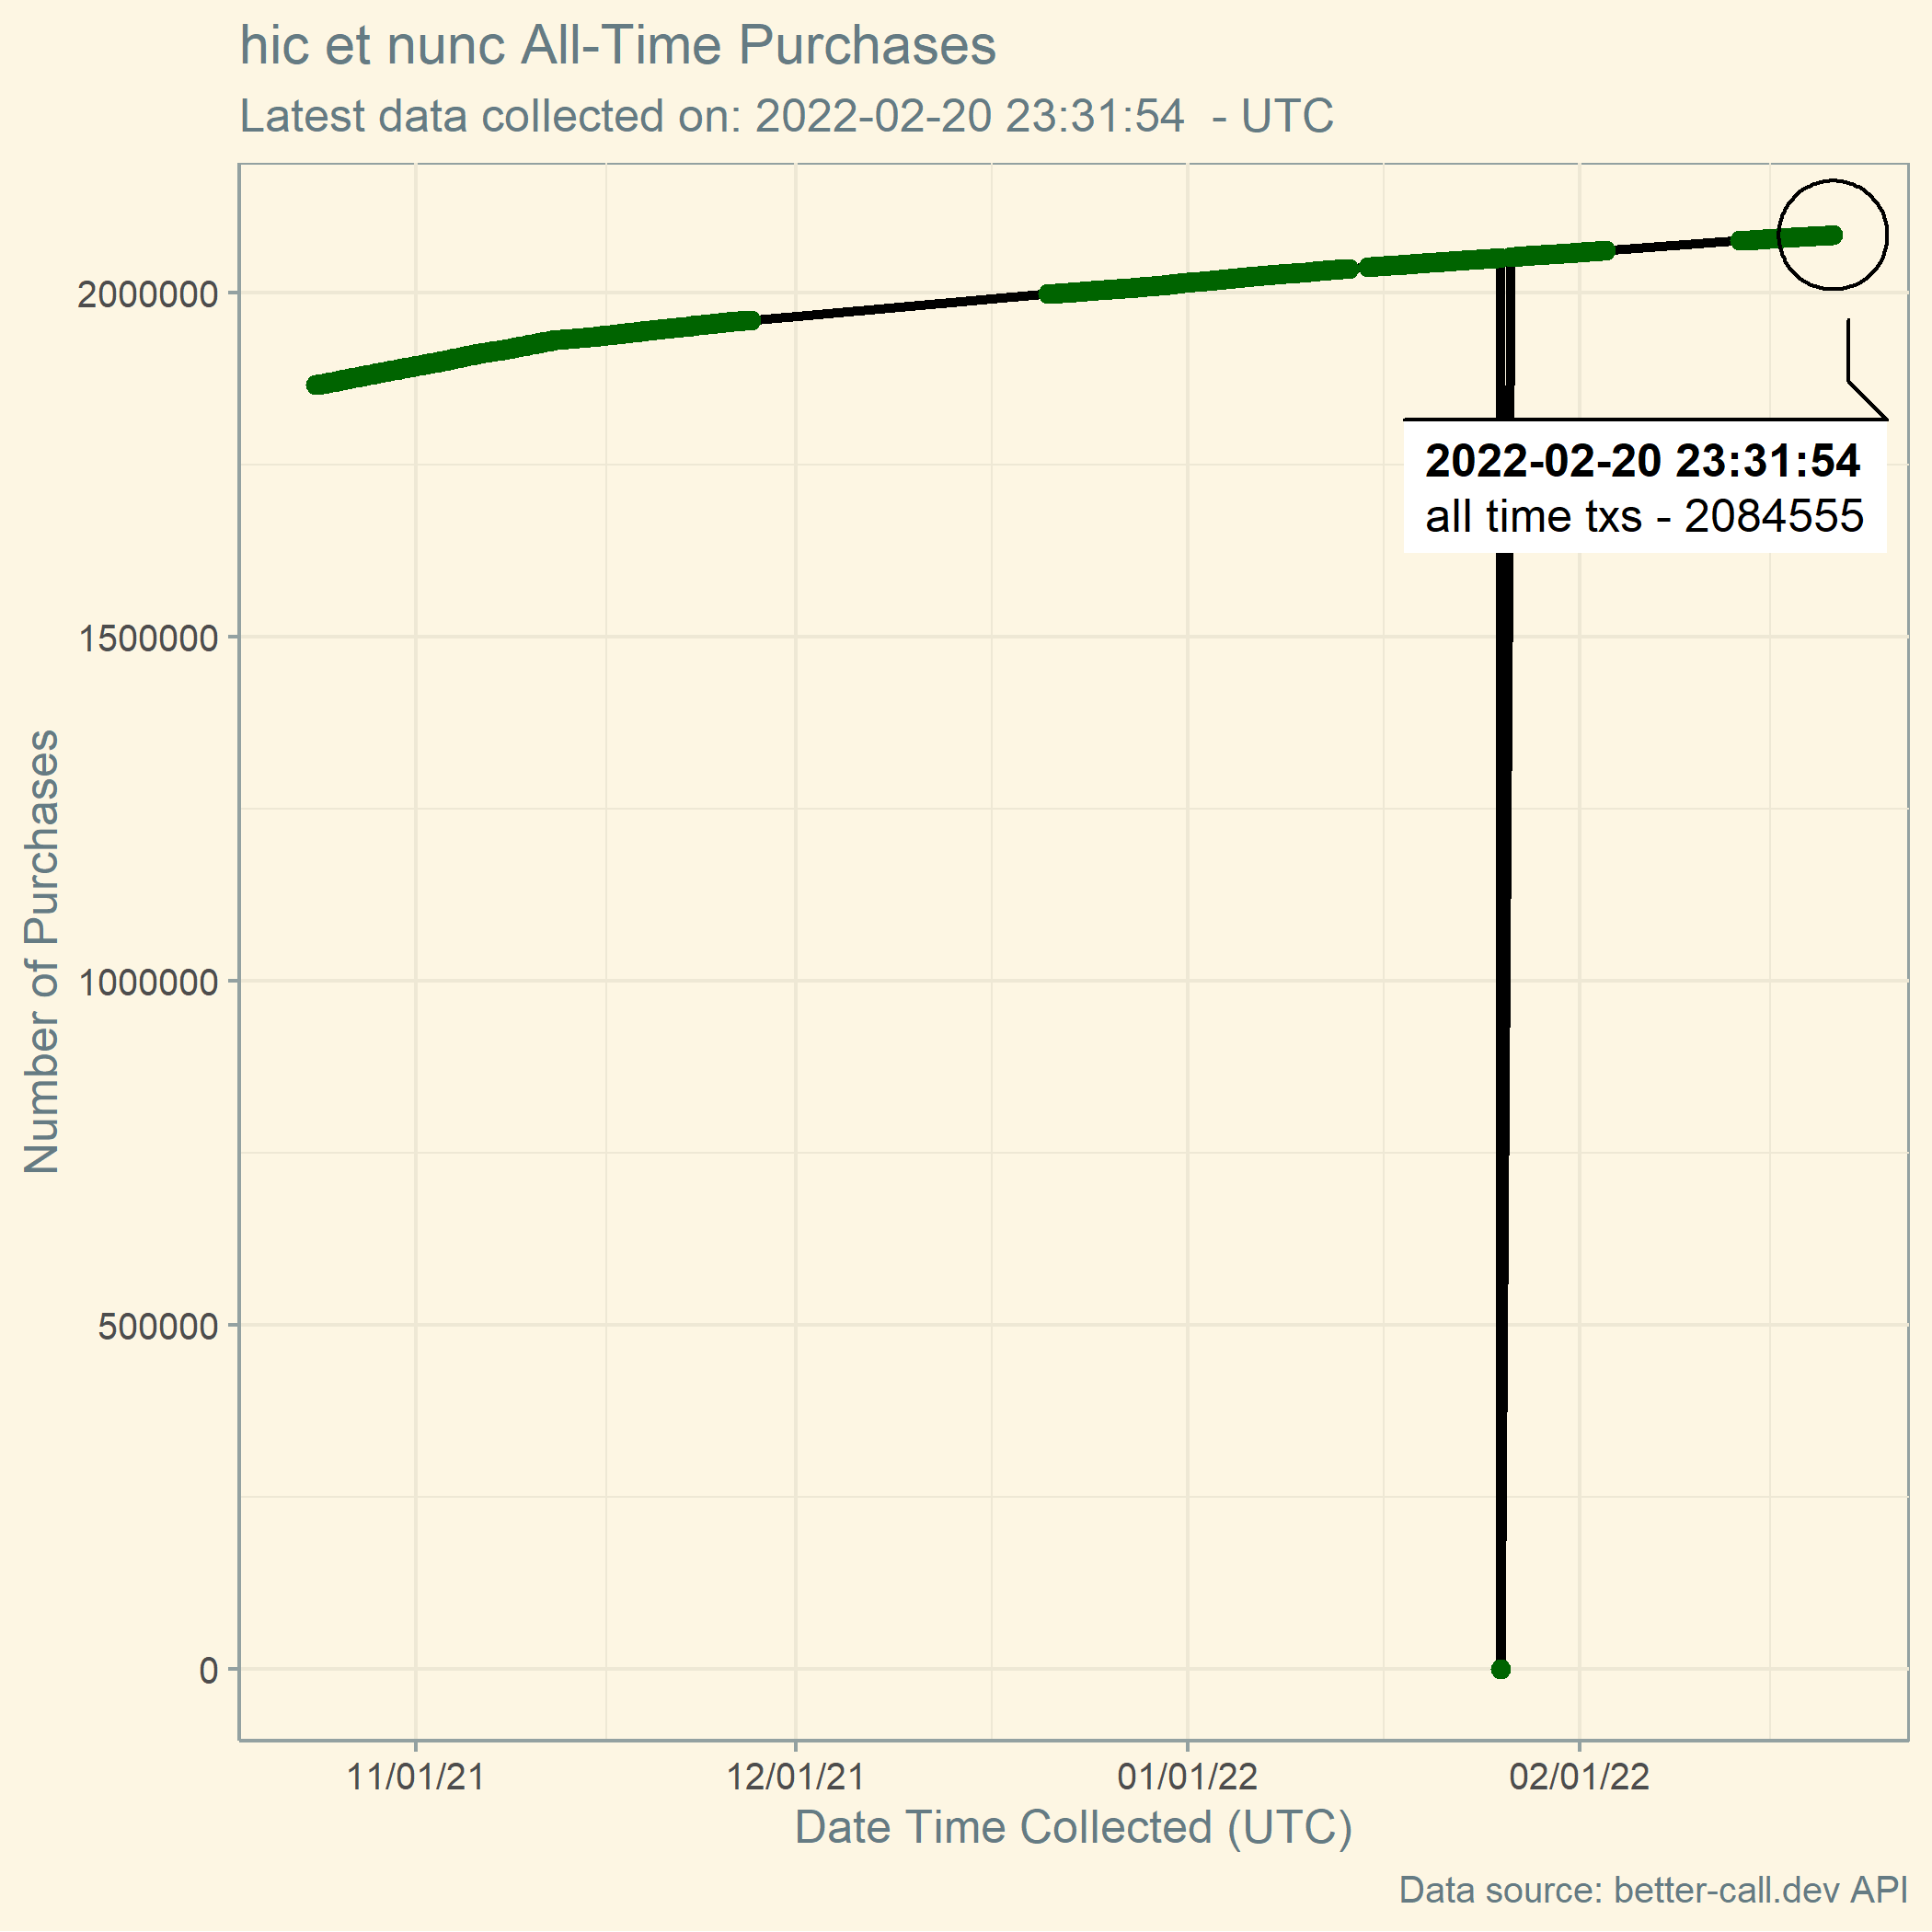 hic et nunc All-Time Purchases
Latest data collected on: 2022-02-20 23:31:54  - UTC
2022-02-20 23:31:54
all time txs - 2084555
Number of Purchases
2000000
1500000
1000000
500000
0
11/01/21 12/01/21 01/01/22 02/01/22
Date Time Collected (UTC)
Data source: better-call.dev API